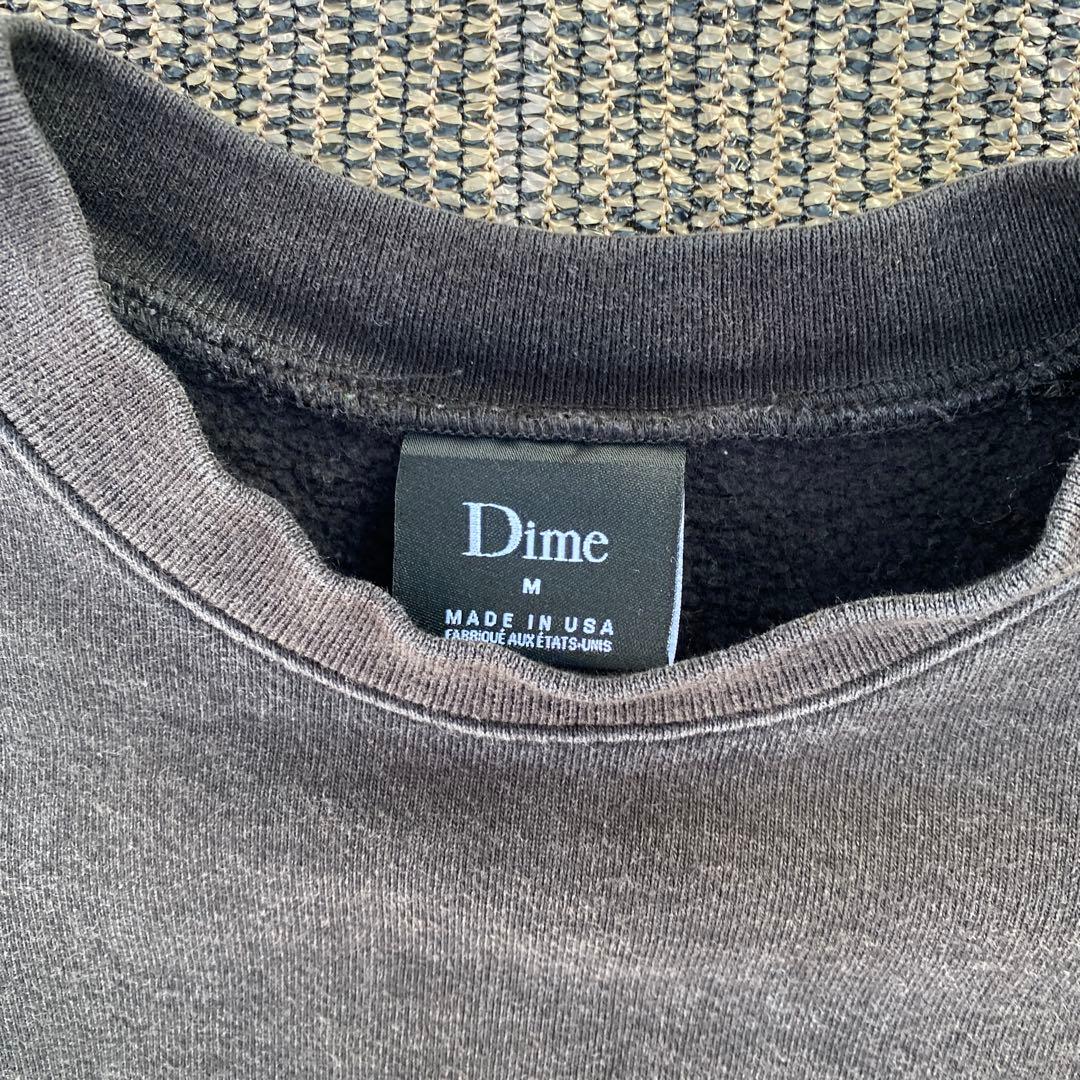 Dime
M
MADE IN USA
FABRIQUÉ AUX ÉTATS-UNIS